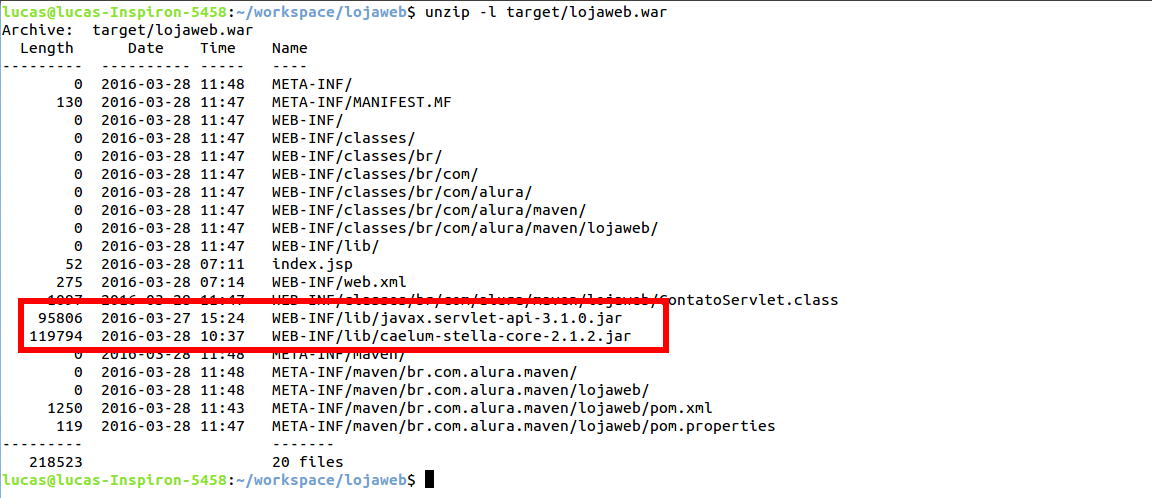 lucas@lucas-Inspiron-5458:~/workspace/lojaweb$ unzip -l target/lojaweb.war
Archive:  target/lojaweb.war
  Length      Date    Time    Name
---------  ---------- -----   ----
        0  2016-03-28 11:48   META-INF/
      130  2016-03-28 11:47   META-INF/MANIFEST.MF
        0  2016-03-28 11:47   WEB-INF/
        0  2016-03-28 11:47   WEB-INF/classes/
        0  2016-03-28 11:47   WEB-INF/classes/br/
        0  2016-03-28 11:47   WEB-INF/classes/br/com/
        0  2016-03-28 11:47   WEB-INF/classes/br/com/alura/
        0  2016-03-28 11:47   WEB-INF/classes/br/com/alura/maven/
        0  2016-03-28 11:47   WEB-INF/classes/br/com/alura/maven/lojaweb/
        0  2016-03-28 11:47   WEB-INF/lib/
       52  2016-03-28 07:11   index.jsp
      275  2016-03-28 07:14   WEB-INF/web.xml
     1097  2016-03-28 11:47   WEB-INF/classes/br/com/alura/maven/lojaweb/ContatoServlet.class
    95806  2016-03-27 15:24   WEB-INF/lib/javax.servlet-api-3.1.0.jar
   119794  2016-03-28 10:37   WEB-INF/lib/caelum-stella-core-2.1.2.jar
        0  2016-03-28 11:48   META-INF/maven/
        0  2016-03-28 11:48   META-INF/maven/br.com.alura.maven/
        0  2016-03-28 11:48   META-INF/maven/br.com.alura.maven/lojaweb/
     1250  2016-03-28 11:43   META-INF/maven/br.com.alura.maven/lojaweb/pom.xml
      119  2016-03-28 11:47   META-INF/maven/br.com.alura.maven/lojaweb/pom.properties
---------                     -------
   218523                     20 files
lucas@lucas-Inspiron-5458:~/workspace/lojaweb$